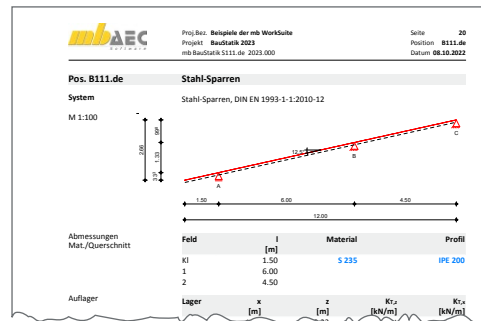 mbAEC
Software
Proj.Bez. Beispiele der mb WorkSuite
Projekt BauStatik 2023
mb BauStatik S111.de 2023.000
Seite 20
Position B111.de
Datum 08.10.2022
Pos. B111.de Stahl-Sparren
System Stahl-Sparren, DIN EN 1993-1-1:2010-12
M 1:100
2.66
1.33
A
B
C
1.50 6.00 4.50
12.00
Abmessungen
Mat./Querschnitt
Feld l Material Profil
[m]
Kl 1.50 S 235 IPE 200
1 6.00
2 4.50
Auflager
Lager x z KT,z KT,x
[m] [m] [kN/m] [kN/m]